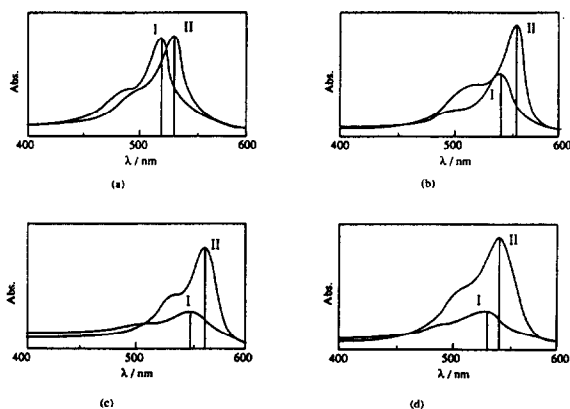 I II
Abs.
400 500 600
λ / nm
(a)
II
I
Abs.
400 500 600
λ / nm
(b)
II
I
Abs.
400 500 600
λ / nm
(c)
II
I
Abs.
400 500 600
λ / nm
(d)